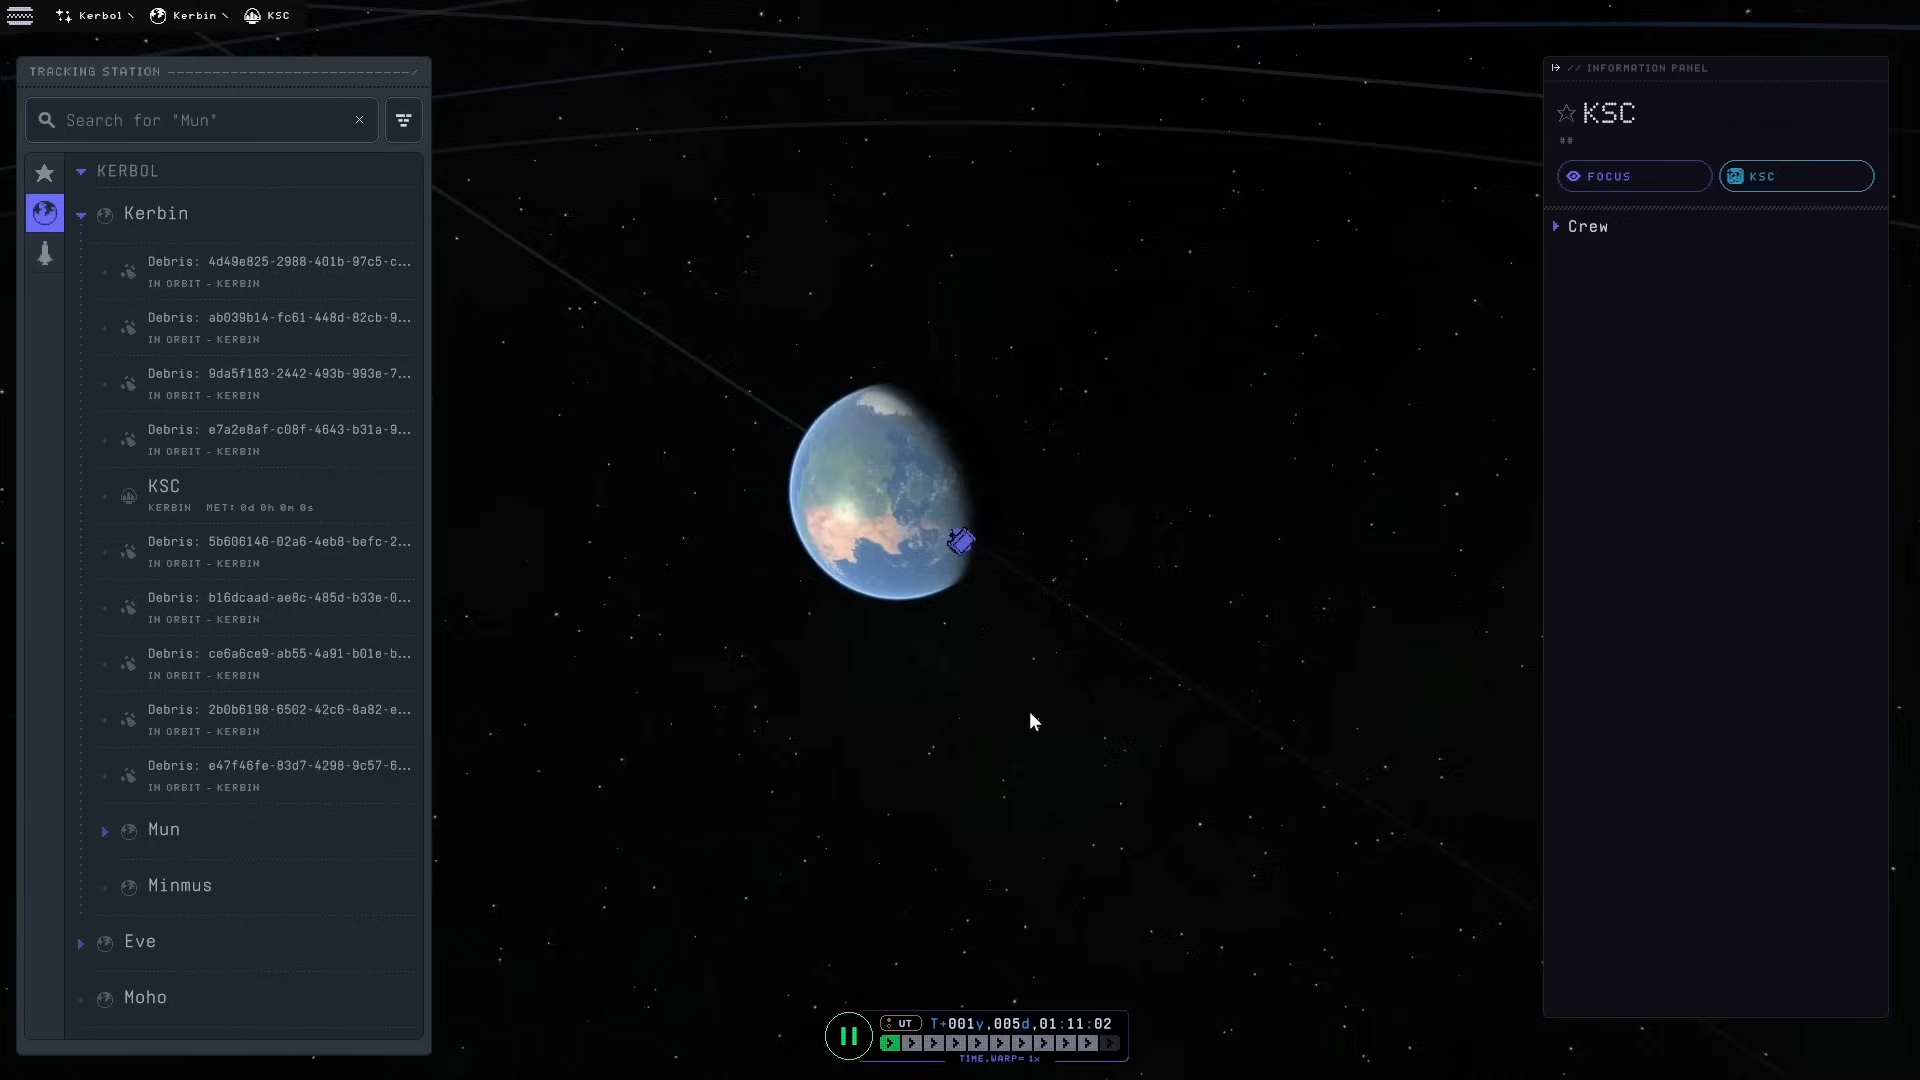 Kerbol \ Kerbin \ KSC
TRACKING STATION
Search for "Mun"
KERBOL
Kerbin
Debris: 4d49e825-2988-401b-97c5-c...
IN ORBIT - KERBIN
Debris: ab039b14-fc61-448d-82cb-9...
IN ORBIT - KERBIN
Debris: 9da5f183-2442-493b-993e-7...
IN ORBIT - KERBIN
Debris: e7a2e8af-c08f-4643-b31a-9...
IN ORBIT - KERBIN
KSC
KERBIN MET: 0d 0h 0m 0s
Debris: 5b606146-02a6-4eb8-befc-2...
IN ORBIT - KERBIN
Debris: b16dcaad-ae8c-485d-b33e-0...
IN ORBIT - KERBIN
Debris: ce6a6ce9-ab55-4a91-b01e-b...
IN ORBIT - KERBIN
Debris: 2b0b6198-6502-42c6-8a82-e...
IN ORBIT - KERBIN
Debris: e47f46fe-83d7-4298-9c57-6...
IN ORBIT - KERBIN
Mun
Minmus
Eve
Moho
UT T+001y,005d,01:11:02
TIME.WARP= 1x
// INFORMATION PANEL
KSC
##
FOCUS
KSC
Crew